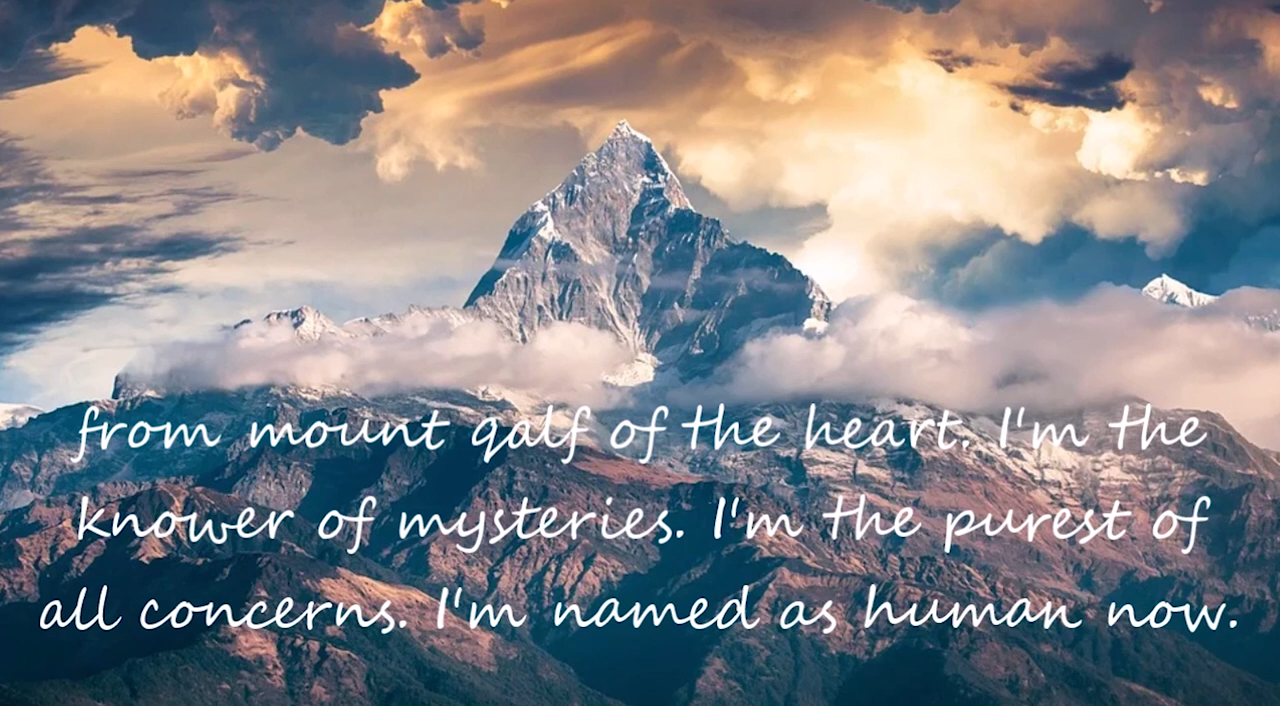 from mount qalf of the heart. I'm the
knower of mysteries. I'm the purest of
all concerns. I'm named as human now.